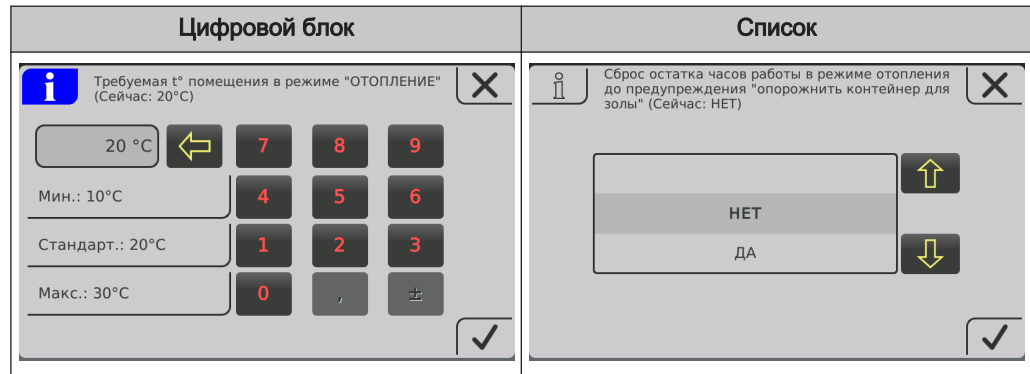 Цифровой блок
Список
i
Требуемая t° помещения в режиме "ОТОПЛЕНИЕ"
(Сейчас: 20°C)
20 °C
7 8 9
Мин.: 10°C
4 5 6
Стандарт.: 20°C
1 2 3
Макс.: 30°C
0 , ±
i
Сброс остатка часов работы в режиме отопления
до предупреждения "опорожнить контейнер для
золы" (Сейчас: НЕТ)
НЕТ
ДА